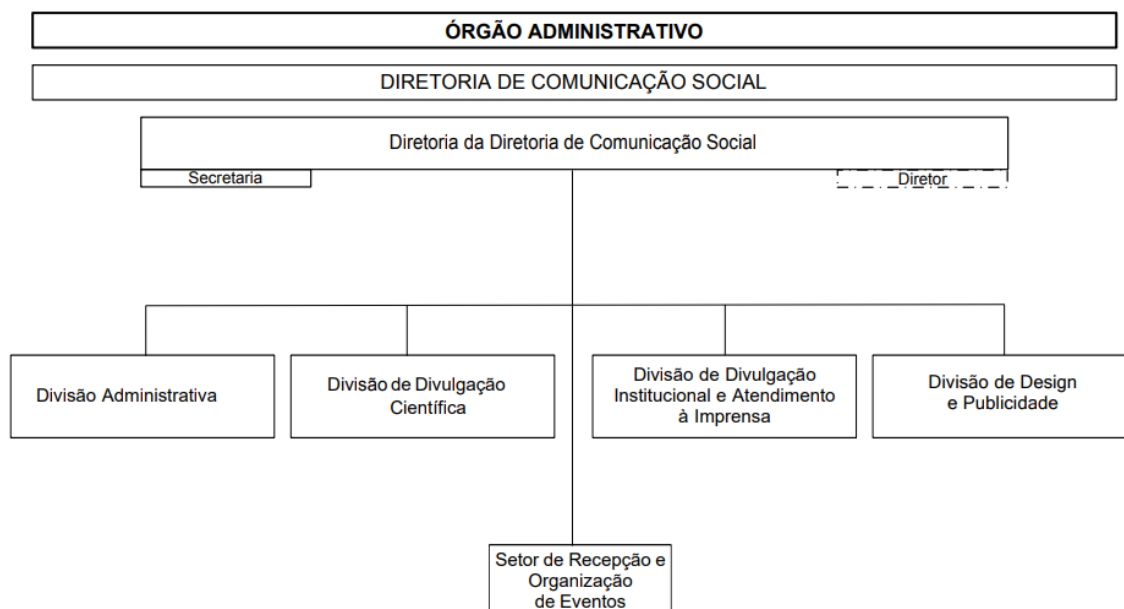 ÓRGÃO ADMINISTRATIVO
DIRETORIA DE COMUNICAÇÃO SOCIAL
Diretoria da Diretoria de Comunicação Social
Secretaria
Diretor
Divisão Administrativa
Divisão de Divulgação
Científica
Divisão de Divulgação
Institucional e Atendimento
à Imprensa
Divisão de Design
e Publicidade
Setor de Recepção e
Organização
de Eventos